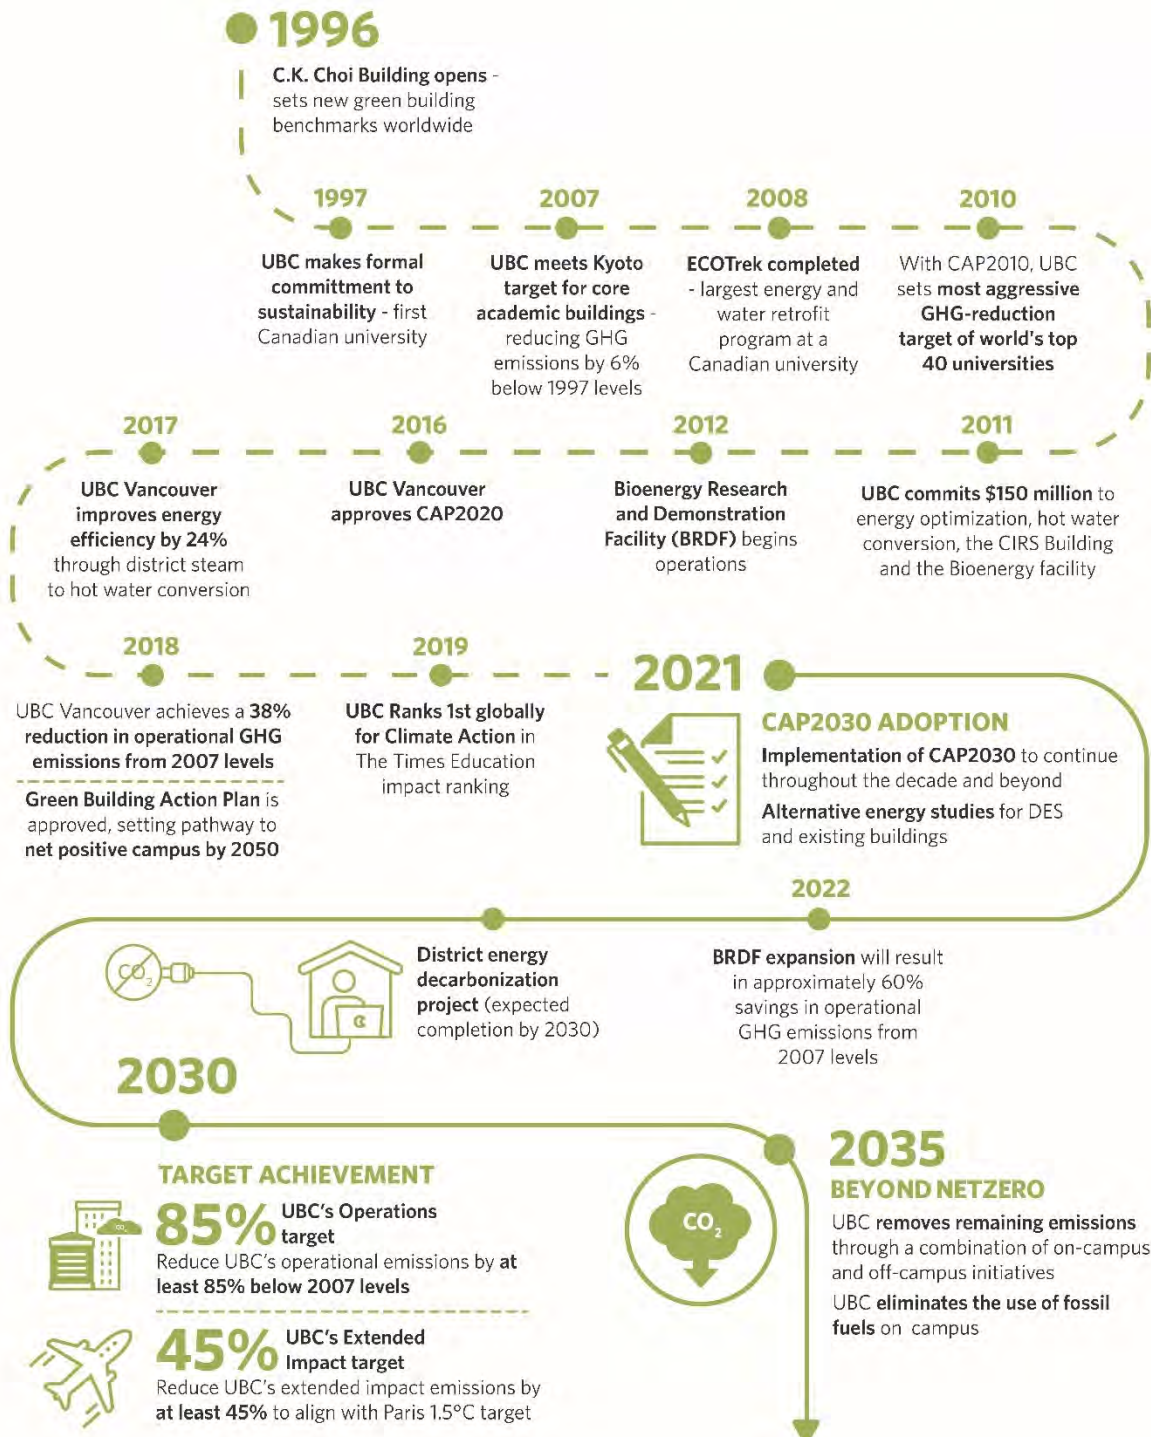 1996
C.K. Choi Building opens -
sets new green building
benchmarks worldwide
1997
UBC makes formal
committment to
sustainability - first
Canadian university
2007
UBC meets Kyoto
target for core
academic buildings -
reducing GHG
emissions by 6%
below 1997 levels
2008
ECOTrek completed
- largest energy and
water retrofit
program at a
Canadian university
2010
With CAP2010, UBC
sets most aggressive
GHG-reduction
target of world's top
40 universities
2017
UBC Vancouver
improves energy
efficiency by 24%
through district steam
to hot water conversion
2016
UBC Vancouver
approves CAP2020
2012
Bioenergy Research
and Demonstration
Facility (BRDF) begins
operations
2011
UBC commits $150 million to
energy optimization, hot water
conversion, the CIRS Building
and the Bioenergy facility
2018
UBC Vancouver achieves a 38%
reduction in operational GHG
emissions from 2007 levels
Green Building Action Plan is
approved, setting pathway to
net positive campus by 2050
2019
UBC Ranks 1st globally
for Climate Action in
The Times Education
impact ranking
2021
CAP2030 ADOPTION
Implementation of CAP2030 to continue
throughout the decade and beyond
Alternative energy studies for DES
and existing buildings
2022
BRDF expansion will result
in approximately 60%
savings in operational
GHG emissions from
2007 levels
District energy
decarbonization
project (expected
completion by 2030)
CO2
2030
TARGET ACHIEVEMENT
CO2
85% UBC's Operations
target
Reduce UBC's operational emissions by at
least 85% below 2007 levels
45% UBC's Extended
Impact target
Reduce UBC's extended impact emissions by
at least 45% to align with Paris 1.5°C target
CO2
2035
BEYOND NETZERO
UBC removes remaining emissions
through a combination of on-campus
and off-campus initiatives
UBC eliminates the use of fossil
fuels on campus